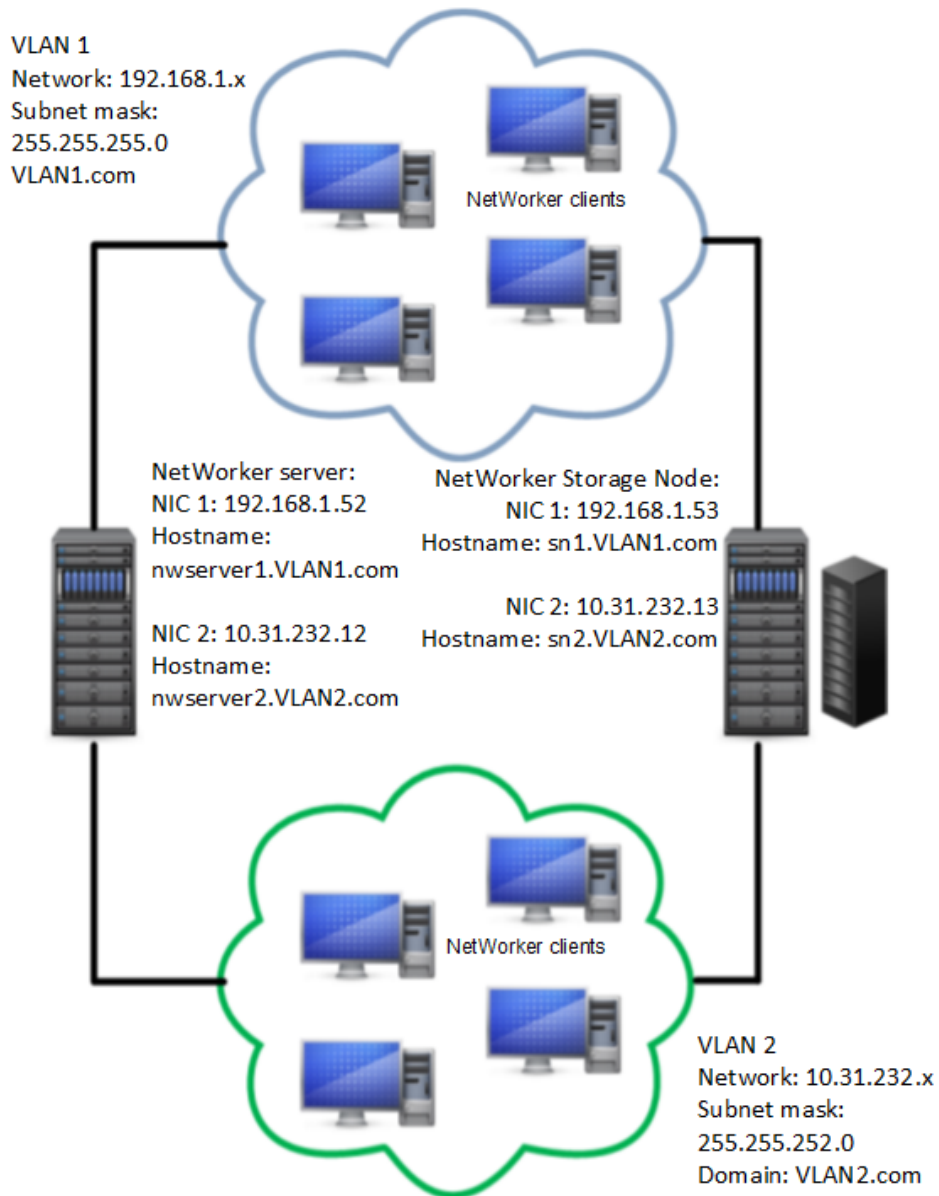 VLAN 1
Network: 192.168.1.x
Subnet mask:
255.255.255.0
VLAN1.com
NetWorker clients
NetWorker server:
NIC 1: 192.168.1.52
Hostname:
nwserver1.VLAN1.com
NIC 2: 10.31.232.12
Hostname:
nwserver2.VLAN2.com
NetWorker Storage Node:
NIC 1: 192.168.1.53
Hostname: sn1.VLAN1.com
NIC 2: 10.31.232.13
Hostname: sn2.VLAN2.com
NetWorker clients
VLAN 2
Network: 10.31.232.x
Subnet mask:
255.255.252.0
Domain: VLAN2.com